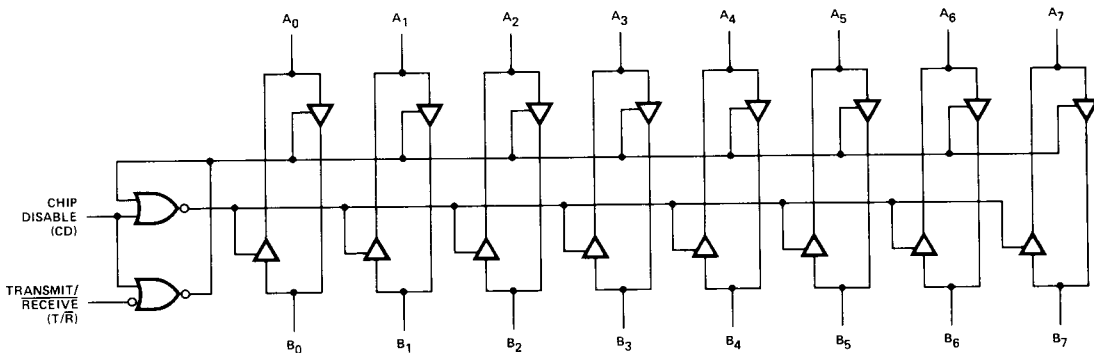 A0 A1 A2 A3 A4 A5 A6 A7
CHIP
DISABLE
(CD)
TRANSMIT/
RECEIVE
(T/R̅)
B0 B1 B2 B3 B4 B5 B6 B7